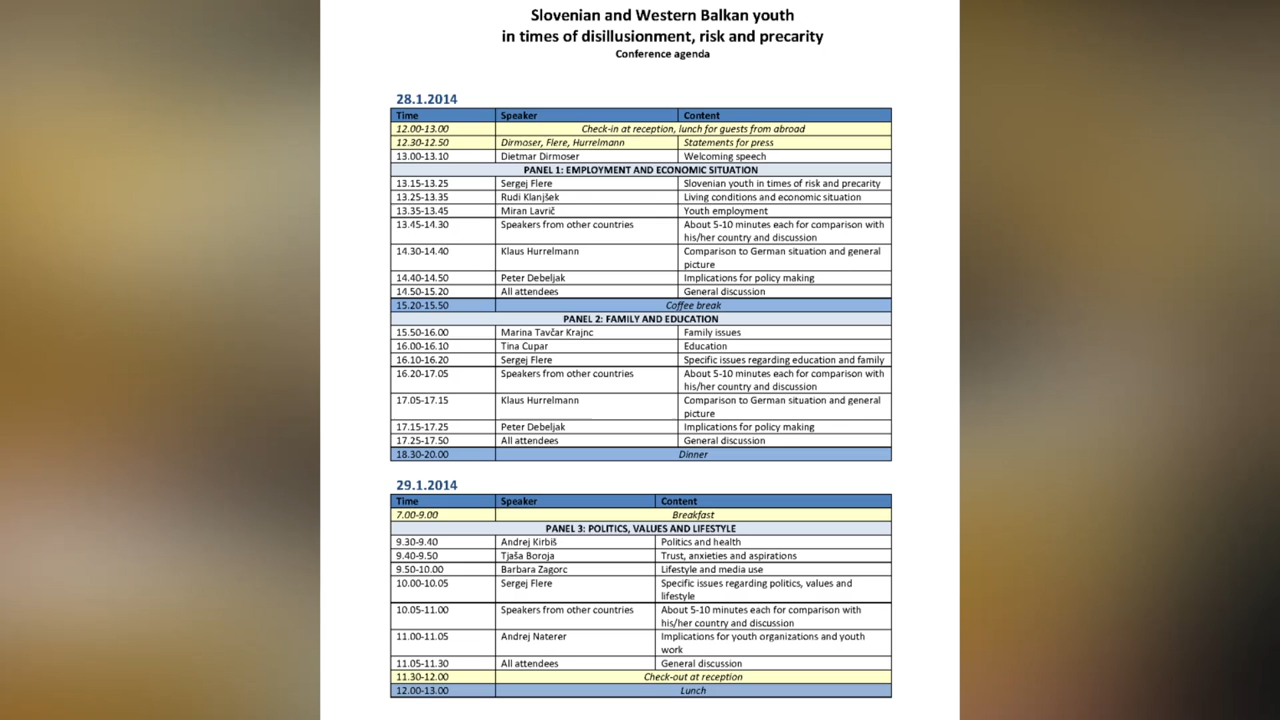 Slovenian and Western Balkan youth
in times of disillusionment, risk and precarity
Conference agenda
28.1.2014
Time Speaker Content
12.00-13.00 Check-in at reception, lunch for guests from abroad
12.30-12.50 Dirmoser, Flere, Hurrelmann Statements for press
13.00-13.10 Dietmar Dirmoser Welcoming speech
PANEL 1: EMPLOYMENT AND ECONOMIC SITUATION
13.15-13.25 Sergej Flere Slovenian youth in times of risk and precarity
13.25-13.35 Rudi Klanjšek Living conditions and economic situation
13.35-13.45 Miran Lavrič Youth employment
13.45-14.30 Speakers from other countries About 5-10 minutes each for comparison with
his/her country and discussion
14.30-14.40 Klaus Hurrelmann Comparison to German situation and general
picture
14.40-14.50 Peter Debeljak Implications for policy making
14.50-15.20 All attendees General discussion
15.20-15.50 Coffee break
PANEL 2: FAMILY AND EDUCATION
15.50-16.00 Marina Tavčar Krajnc Family issues
16.00-16.10 Tina Cupar Education
16.10-16.20 Sergej Flere Specific issues regarding education and family
16.20-17.05 Speakers from other countries About 5-10 minutes each for comparison with
his/her country and discussion
17.05-17.15 Klaus Hurrelmann Comparison to German situation and general
picture
17.15-17.25 Peter Debeljak Implications for policy making
17.25-17.50 All attendees General discussion
18.30-20.00 Dinner
29.1.2014
Time Speaker Content
7.00-9.00 Breakfast
PANEL 3: POLITICS, VALUES AND LIFESTYLE
9.30-9.40 Andrej Kirbiš Politics and health
9.40-9.50 Tjaša Boroja Trust, anxieties and aspirations
9.50-10.00 Barbara Zagorc Lifestyle and media use
10.00-10.05 Sergej Flere Specific issues regarding politics, values and
lifestyle
10.05-11.00 Speakers from other countries About 5-10 minutes each for comparison with
his/her country and discussion
11.00-11.05 Andrej Naterer Implications for youth organizations and youth
work
11.05-11.30 All attendees General discussion
11.30-12.00 Check-out at reception
12.00-13.00 Lunch